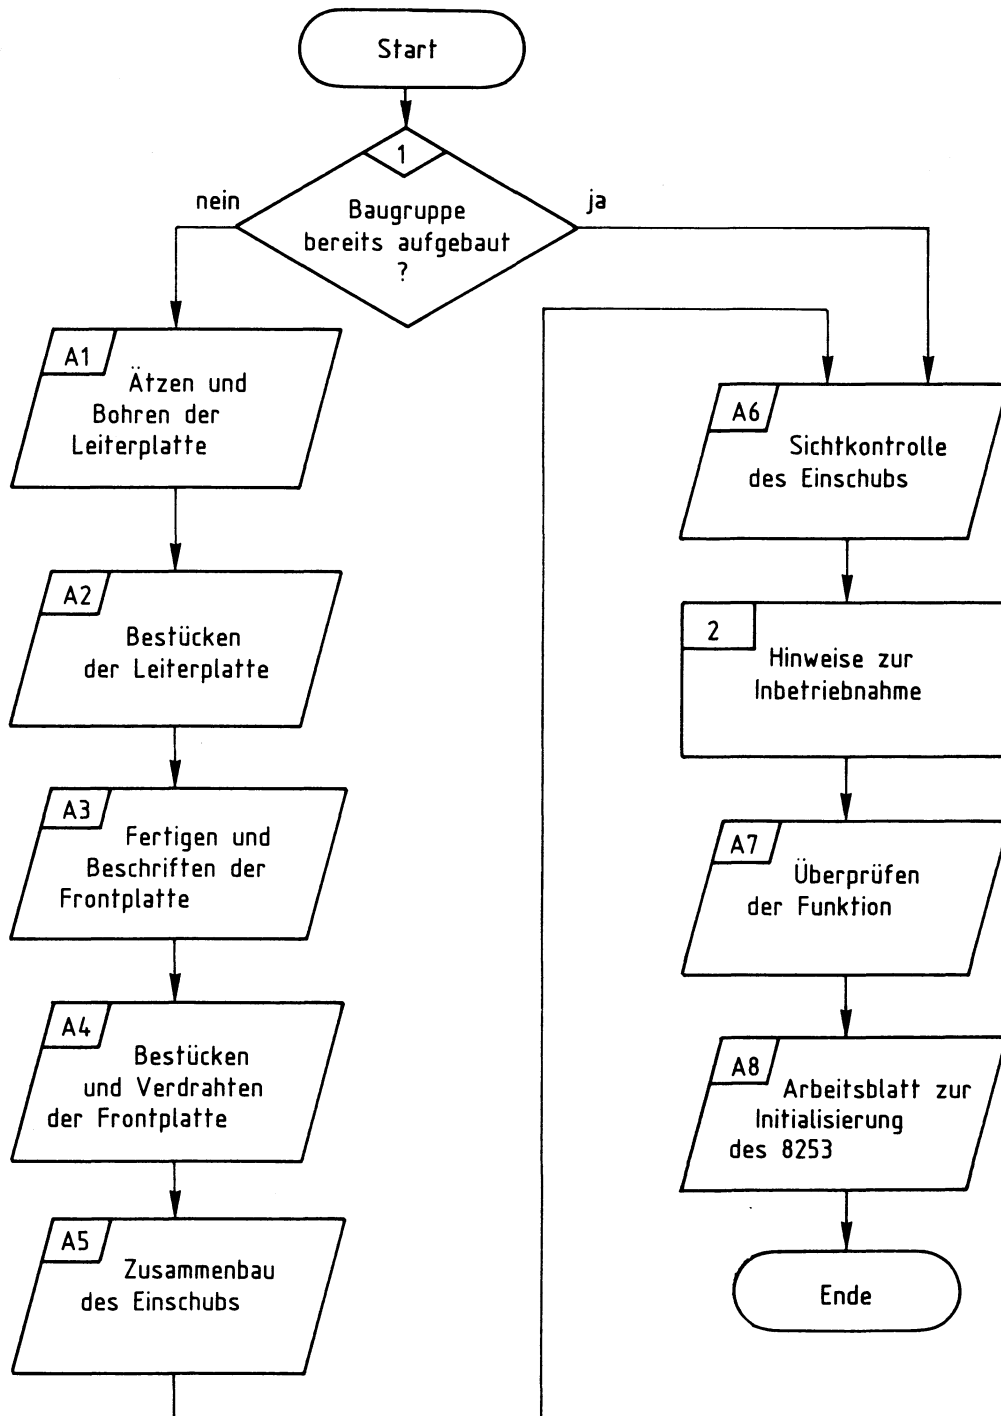 Start
1
Baugruppe
bereits aufgebaut
?
nein
ja
A1
Ätzen und
Bohren der
Leiterplatte
A2
Bestücken
der Leiterplatte
A3
Fertigen und
Beschriften der
Frontplatte
A4
Bestücken
und Verdrahten
der Frontplatte
A5
Zusammenbau
des Einschubs
A6
Sichtkontrolle
des Einschubs
2
Hinweise zur
Inbetriebnahme
A7
Überprüfen
der Funktion
A8
Arbeitsblatt zur
Initialisierung
des 8253
Ende